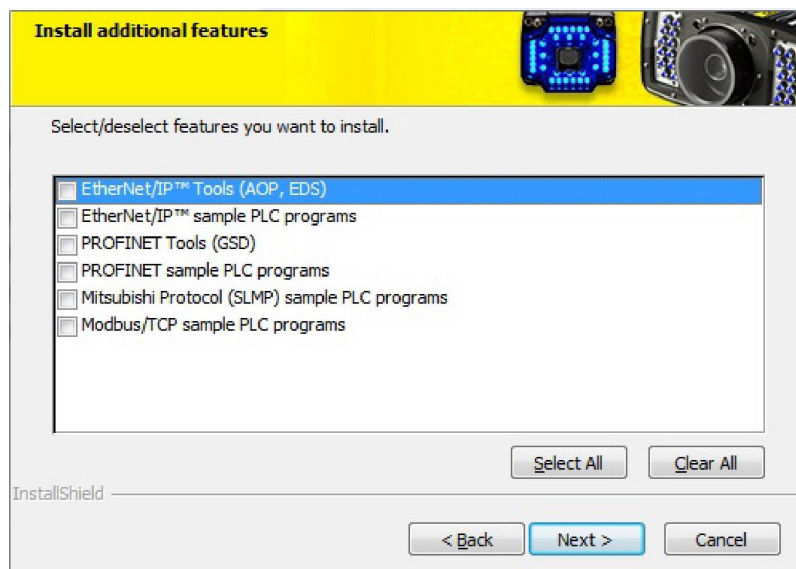 Install additional features
Select/deselect features you want to install.
EtherNet/IP™ Tools (AOP, EDS)
EtherNet/IP™ sample PLC programs
PROFINET Tools (GSD)
PROFINET sample PLC programs
Mitsubishi Protocol (SLMP) sample PLC programs
Modbus/TCP sample PLC programs
Select All Clear All
InstallShield
< Back Next > Cancel